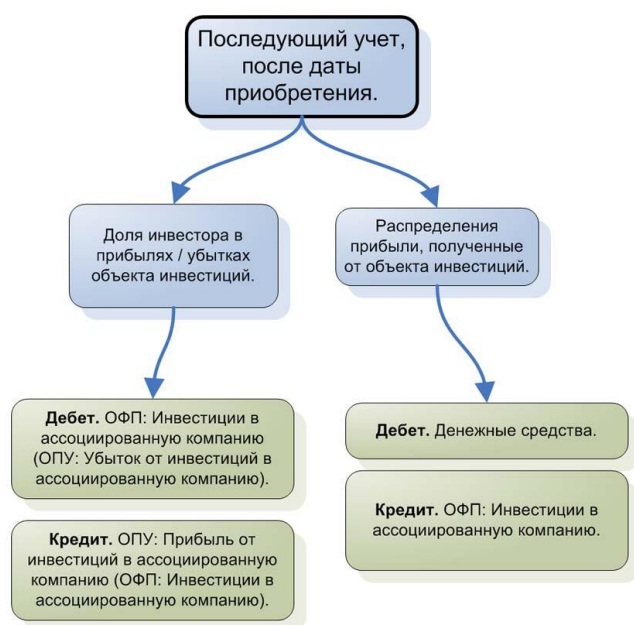 Последующий учет,
после даты
приобретения.
Доля инвестора в
прибылях / убытках
объекта инвестиций.
Распределения
прибыли, полученные
от объекта инвестиций.
Дебет. ОФП: Инвестиции в
ассоциированную компанию
(ОПУ: Убыток от инвестиций в
ассоциированную компанию).
Кредит. ОПУ: Прибыль от
инвестиций в ассоциированную
компанию (ОФП: Инвестиции в
ассоциированную компанию).
Дебет. Денежные средства.
Кредит. ОФП: Инвестиции в
ассоциированную компанию.